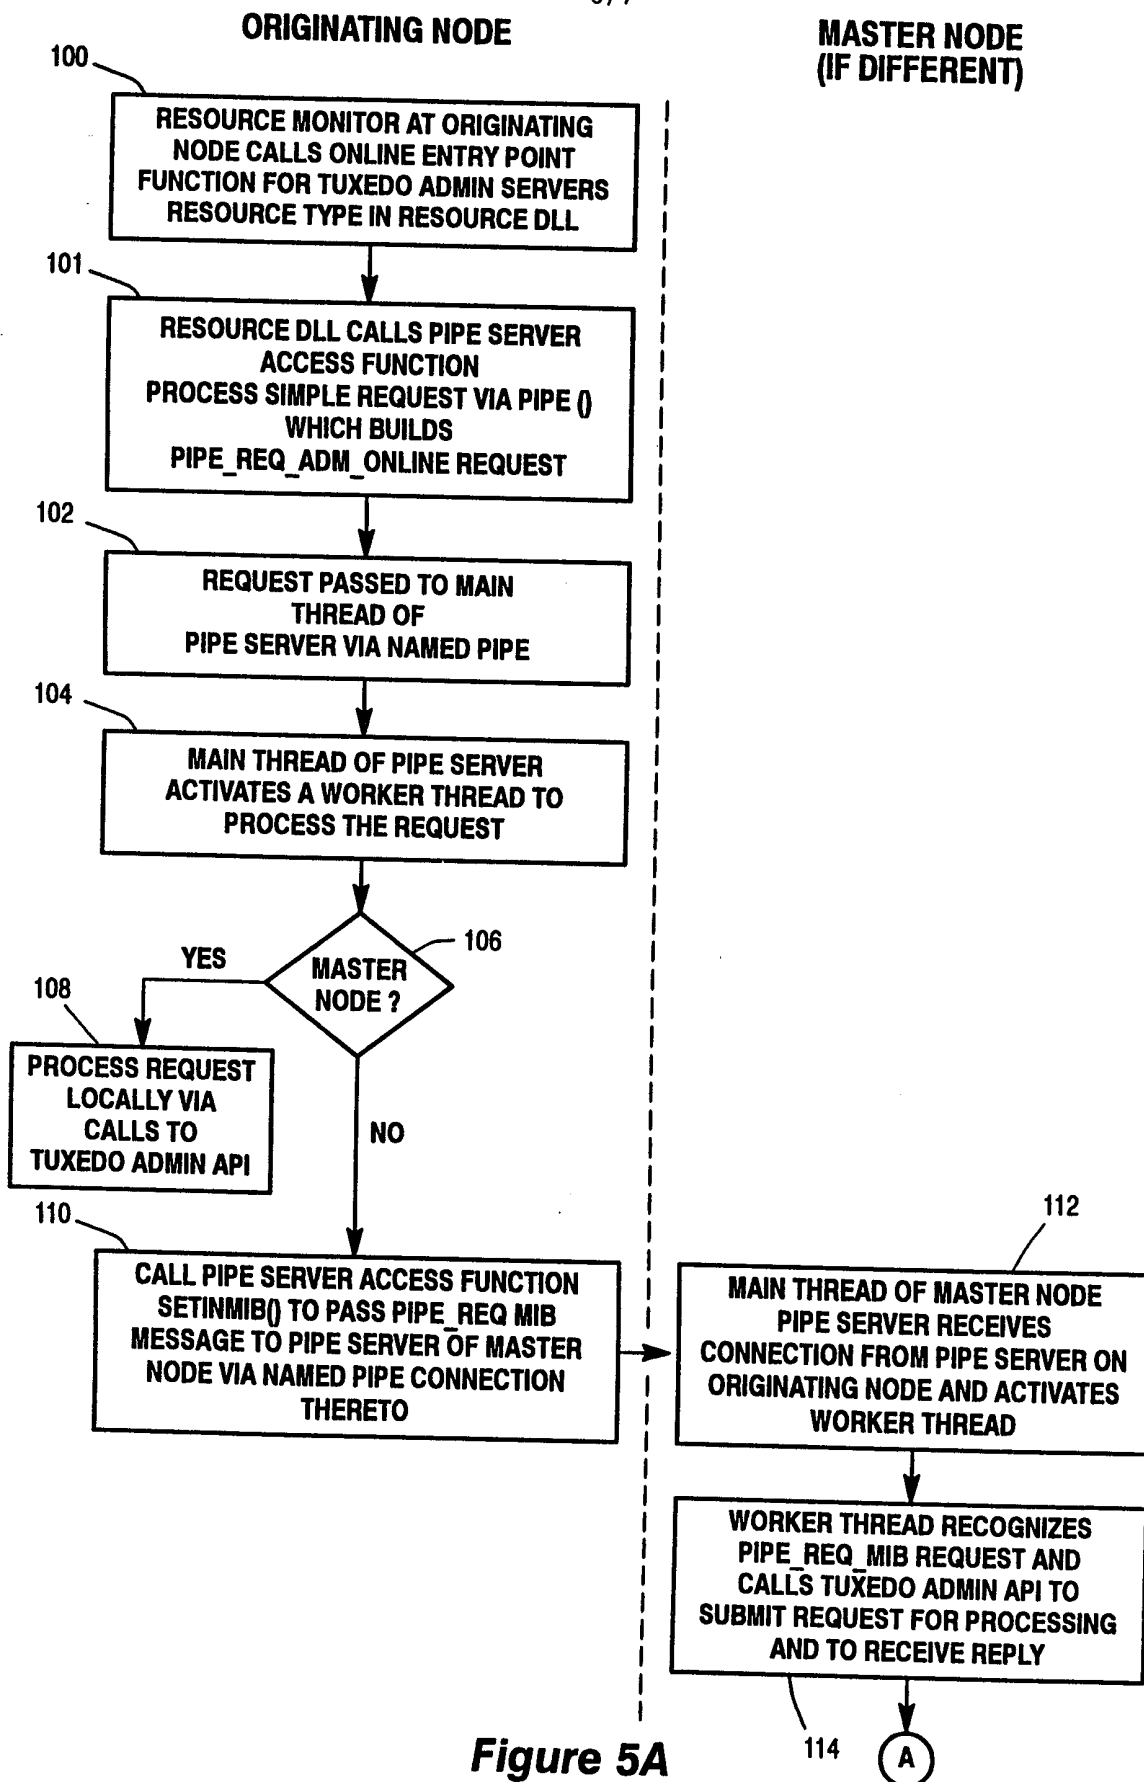 ORIGINATING NODE
MASTER NODE
(IF DIFFERENT)
100
RESOURCE MONITOR AT ORIGINATING
NODE CALLS ONLINE ENTRY POINT
FUNCTION FOR TUXEDO ADMIN SERVERS
RESOURCE TYPE IN RESOURCE DLL
101
RESOURCE DLL CALLS PIPE SERVER
ACCESS FUNCTION
PROCESS SIMPLE REQUEST VIA PIPE ()
WHICH BUILDS
PIPE_REQ_ADM_ONLINE REQUEST
102
REQUEST PASSED TO MAIN
THREAD OF
PIPE SERVER VIA NAMED PIPE
104
MAIN THREAD OF PIPE SERVER
ACTIVATES A WORKER THREAD TO
PROCESS THE REQUEST
106
YES
MASTER
NODE ?
108
PROCESS REQUEST
LOCALLY VIA
CALLS TO
TUXEDO ADMIN API
NO
110
CALL PIPE SERVER ACCESS FUNCTION
SETINMIB() TO PASS PIPE_REQ MIB
MESSAGE TO PIPE SERVER OF MASTER
NODE VIA NAMED PIPE CONNECTION
THERETO
112
MAIN THREAD OF MASTER NODE
PIPE SERVER RECEIVES
CONNECTION FROM PIPE SERVER ON
ORIGINATING NODE AND ACTIVATES
WORKER THREAD
WORKER THREAD RECOGNIZES
PIPE_REQ_MIB REQUEST AND
CALLS TUXEDO ADMIN API TO
SUBMIT REQUEST FOR PROCESSING
AND TO RECEIVE REPLY
114
A
Figure 5A